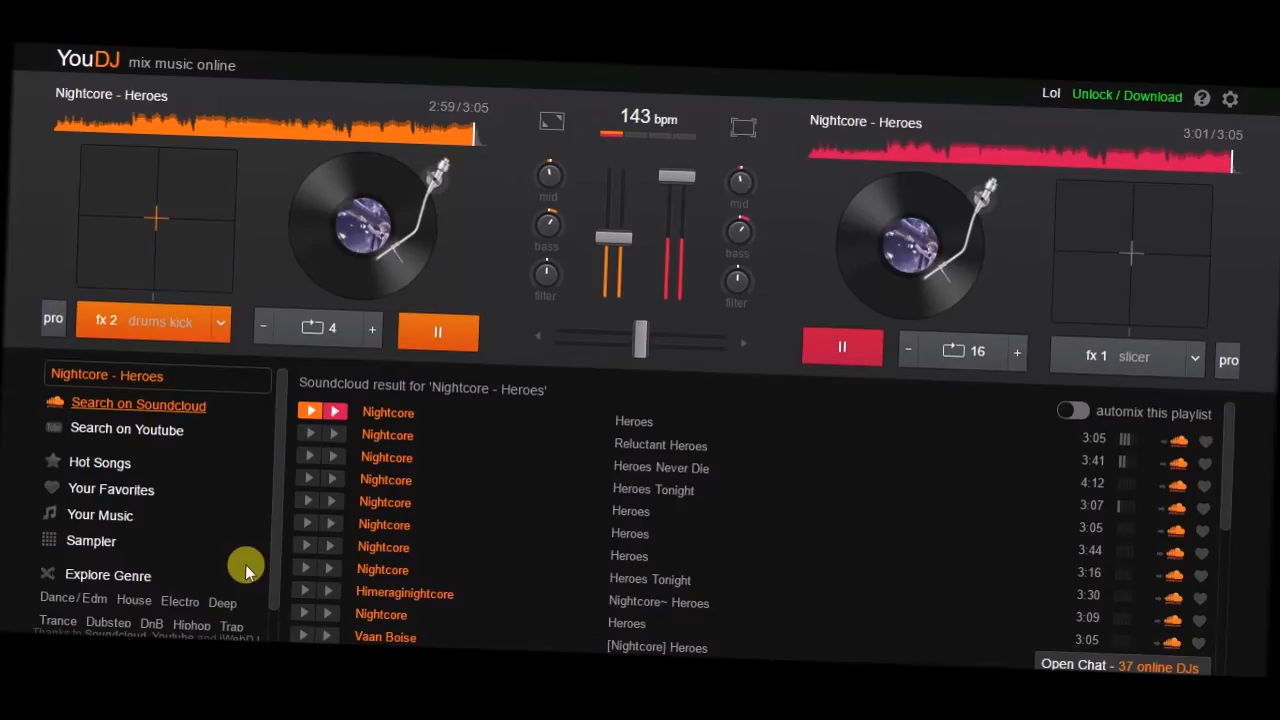 YouDJ mix music online
Lol Unlock / Download ?
Nightcore - Heroes 2:59/3:05
143 bpm
Nightcore - Heroes 3:01/3:05
mid
bass
filter
mid
bass
filter
pro fx 2 drums kick - 4 +
- 16 + fx 1 slicer pro
Nightcore - Heroes
Search on Soundcloud
Search on Youtube
Hot Songs
Your Favorites
Your Music
Sampler
Explore Genre
Dance/Edm House Electro Deep
Trance Dubstep DnB Hiphop Trap
Thanks to Soundcloud, Youtube and iWebDJ
Soundcloud result for 'Nightcore - Heroes'
automix this playlist
Nightcore Heroes 3:05
Nightcore Reluctant Heroes 3:41
Nightcore Heroes Never Die 4:12
Nightcore Heroes Tonight 3:07
Nightcore Heroes 3:05
Nightcore Heroes 3:44
Nightcore Heroes 3:16
Nightcore Heroes Tonight 3:30
Himeraginightcore Nightcore~ Heroes 3:09
Nightcore Heroes 3:05
Vaan Boise [Nightcore] Heroes
Open Chat - 37 online DJs